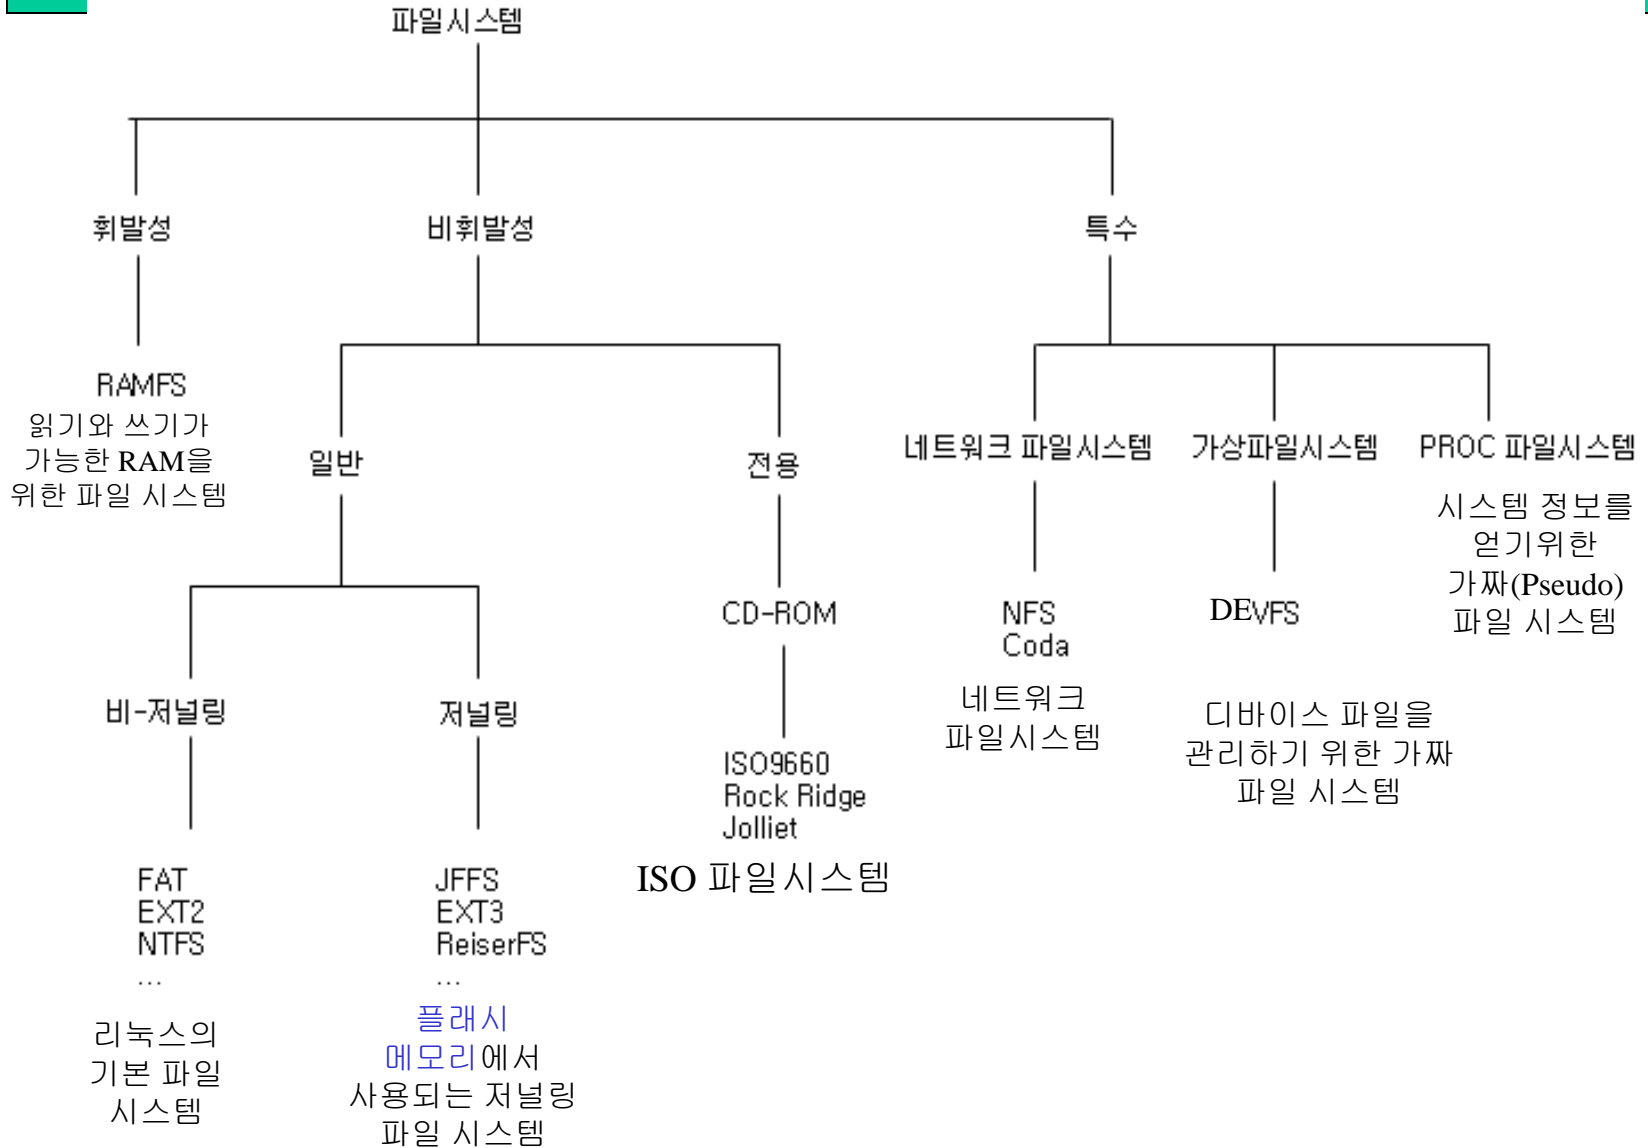 파일시스템
휘발성
비휘발성
특수
RAMFS
읽기와 쓰기가
가능한 RAM을
위한 파일 시스템
일반
전용
네트워크 파일시스템
가상파일시스템
PROC 파일시스템
시스템 정보를
얻기위한
가짜(Pseudo)
파일 시스템
CD-ROM
NFS
Coda
DEVFS
네트워크
파일시스템
디바이스 파일을
관리하기 위한 가짜
파일 시스템
비-저널링
저널링
ISO9660
Rock Ridge
Jolliet
ISO 파일시스템
FAT
EXT2
NTFS
...
리눅스의
기본 파일
시스템
JFFS
EXT3
ReiserFS
...
플래시
메모리에서
사용되는 저널링
파일 시스템